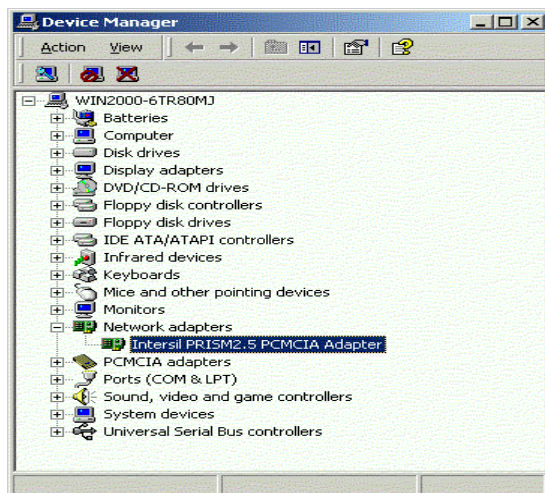 Device Manager
Action View
WIN2000-6TR80MJ
Batteries
Computer
Disk drives
Display adapters
DVD/CD-ROM drives
Floppy disk controllers
Floppy disk drives
IDE ATA/ATAPI controllers
Infrared devices
Keyboards
Mice and other pointing devices
Monitors
Network adapters
Intersil PRISM2.5 PCMCIA Adapter
PCMCIA adapters
Ports (COM & LPT)
Sound, video and game controllers
System devices
Universal Serial Bus controllers